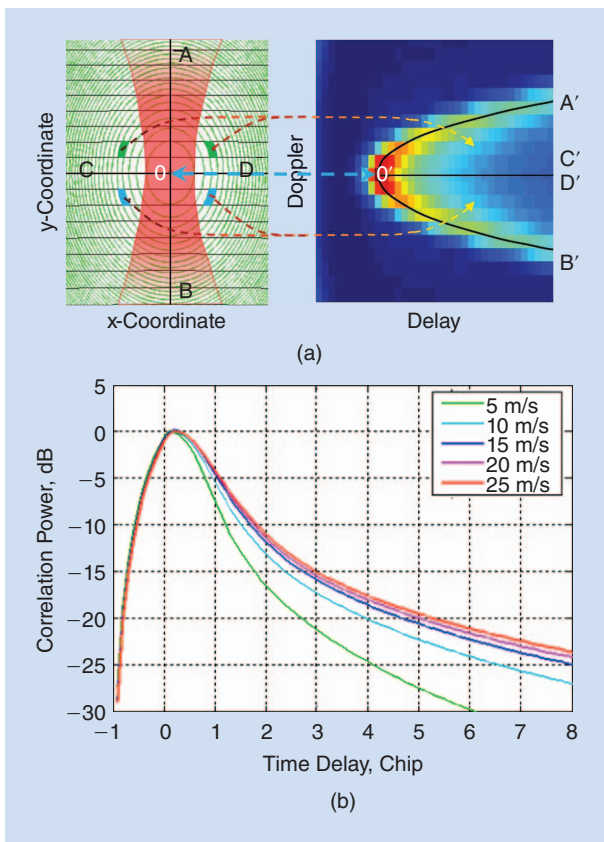 A
C
0
D
B
y-Coordinate
x-Coordinate
A′
C′
0′
D′
B′
Doppler
Delay
(a)
5
0
−5
−10
−15
−20
−25
−30
Correlation Power, dB
5 m/s
10 m/s
15 m/s
20 m/s
25 m/s
−1 0 1 2 3 4 5 6 7 8
Time Delay, Chip
(b)